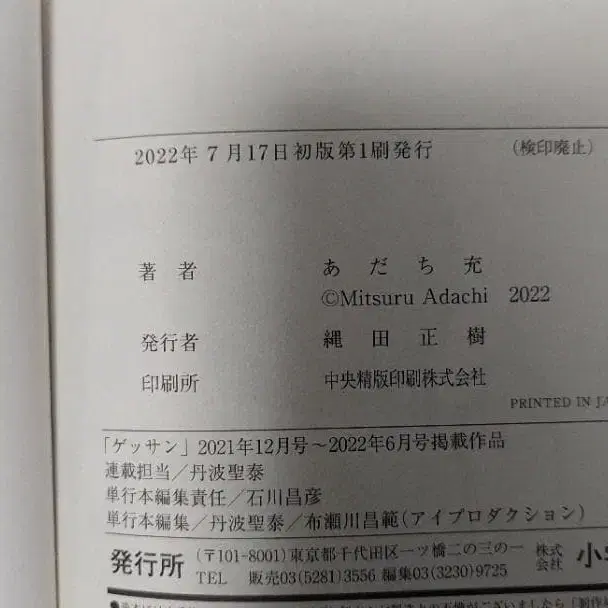 2022年7月17日初版第1刷発行 (検印廃止)
著者 あだち充
©Mitsuru Adachi 2022
発行者 縄田正樹
印刷所 中央精版印刷株式会社
PRINTED IN JA
「ゲッサン」2021年12月号〜2022年6月号掲載作品
連載担当/丹波聖泰
単行本編集責任/石川昌彦
単行本編集/丹波聖泰/布瀬川昌範(アイプロダクション)
発行所 (〒101-8001)東京都千代田区一ツ橋二の三の一 株式会社 小
TEL 販売03(5281)3556 編集03(3230)9725